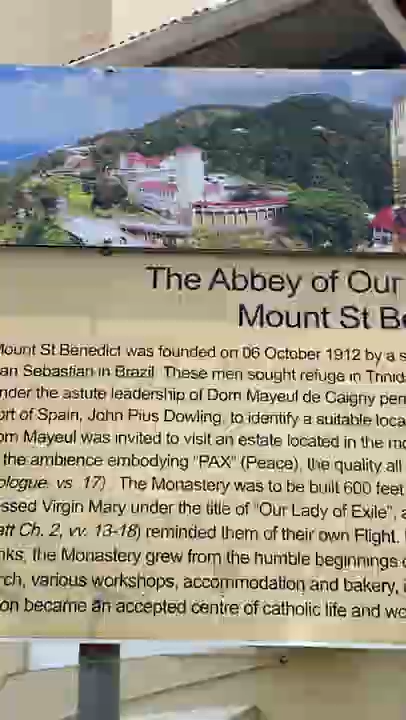 The Abbey of Our
Mount St Be
Mount St Benedict was founded on 06 October 1912 by a s
an Sebastian in Brazil. These men sought refuge in Trinid
nder the astute leadership of Dom Mayeul de Caigny per
ort of Spain, John Pius Dowling, to identify a suitable loca
om Mayeul was invited to visit an estate located in the mo
the ambience embodying "PAX" (Peace), the quality all
ologue. vs. 17). The Monastery was to be built 600 feet
essed Virgin Mary under the title of "Our Lady of Exile", a
att Ch. 2, vv. 13-18) reminded them of their own Flight.
nks, the Monastery grew from the humble beginnings o
rch, various workshops, accommodation and bakery, i
on became an accepted centre of catholic life and wo